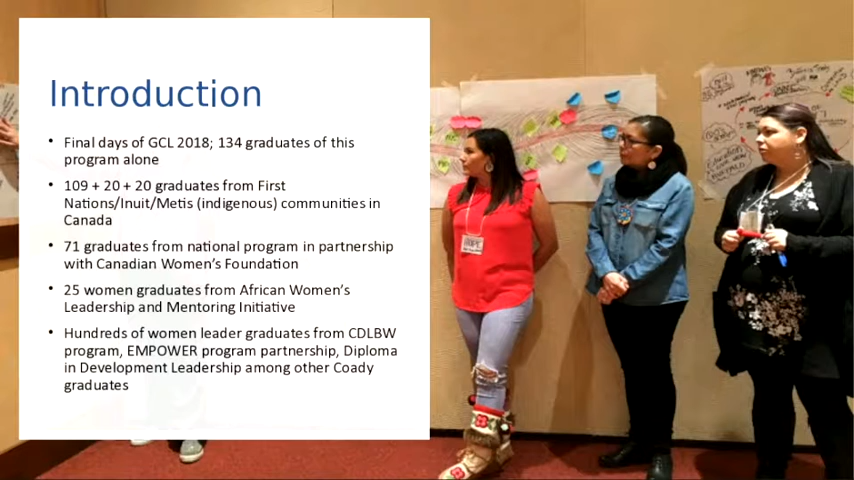 Introduction
• Final days of GCL 2018; 134 graduates of this
program alone
• 109 + 20 + 20 graduates from First
Nations/Inuit/Metis (indigenous) communities in
Canada
• 71 graduates from national program in partnership
with Canadian Women's Foundation
• 25 women graduates from African Women's
Leadership and Mentoring Initiative
• Hundreds of women leader graduates from CDLBW
program, EMPOWER program partnership, Diploma
in Development Leadership among other Coady
graduates